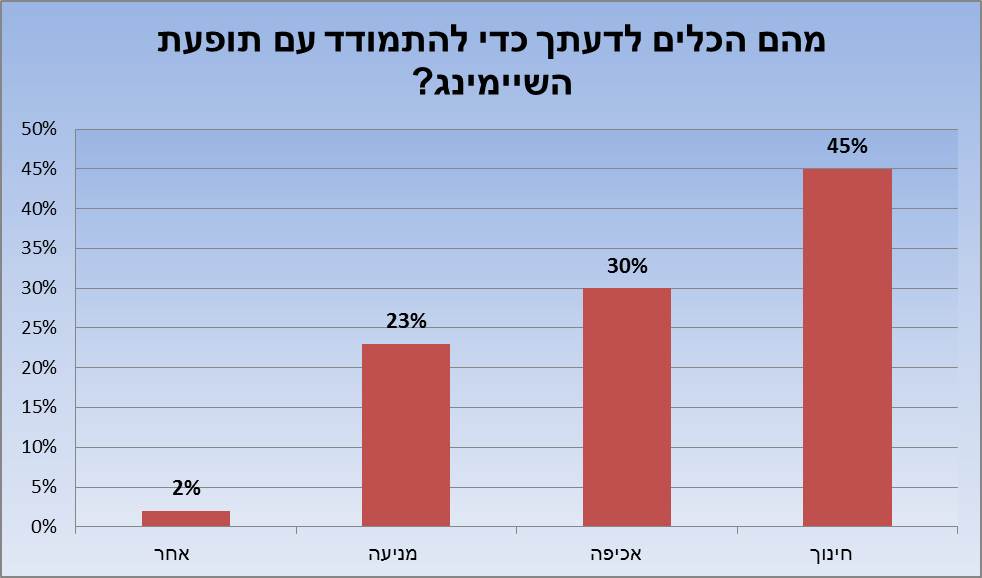 מהם הכלים לדעתך כדי להתמודד עם תופעת
השיימינג?
50%
45%
40%
35%
30%
25%
20%
15%
10%
5%
0%
45%
30%
23%
2%
חינוך
אכיפה
מניעה
אחר